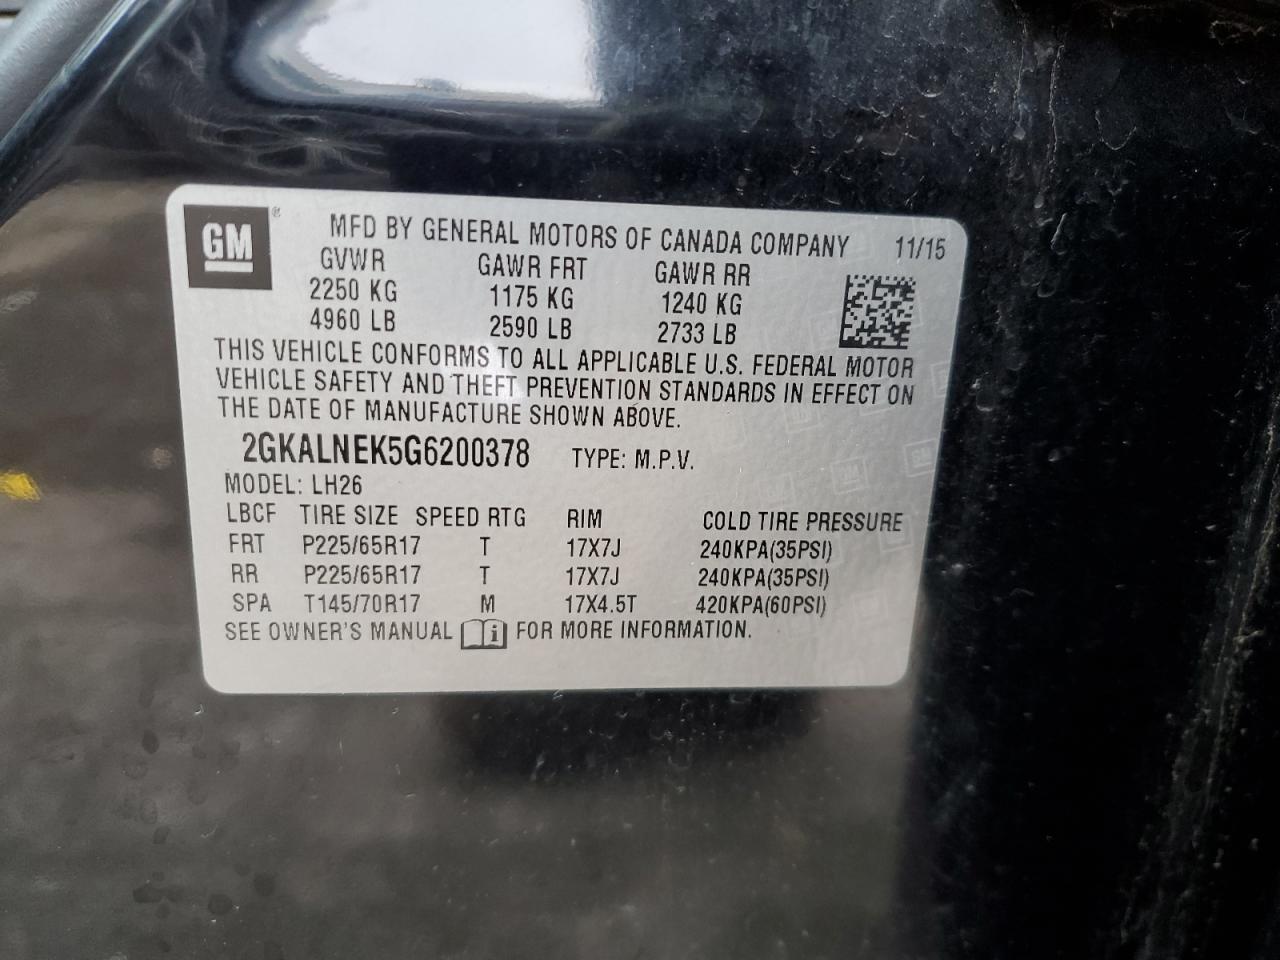 GM ®
MFD BY GENERAL MOTORS OF CANADA COMPANY 11/15
GVWR GAWR FRT GAWR RR
2250 KG 1175 KG 1240 KG
4960 LB 2590 LB 2733 LB
THIS VEHICLE CONFORMS TO ALL APPLICABLE U.S. FEDERAL MOTOR
VEHICLE SAFETY AND THEFT PREVENTION STANDARDS IN EFFECT ON
THE DATE OF MANUFACTURE SHOWN ABOVE.
2GKALNEK5G6200378 TYPE: M.P.V.
MODEL: LH26
LBCF TIRE SIZE SPEED RTG RIM COLD TIRE PRESSURE
FRT P225/65R17 T 17X7J 240KPA(35PSI)
RR P225/65R17 T 17X7J 240KPA(35PSI)
SPA T145/70R17 M 17X4.5T 420KPA(60PSI)
SEE OWNER'S MANUAL i FOR MORE INFORMATION.